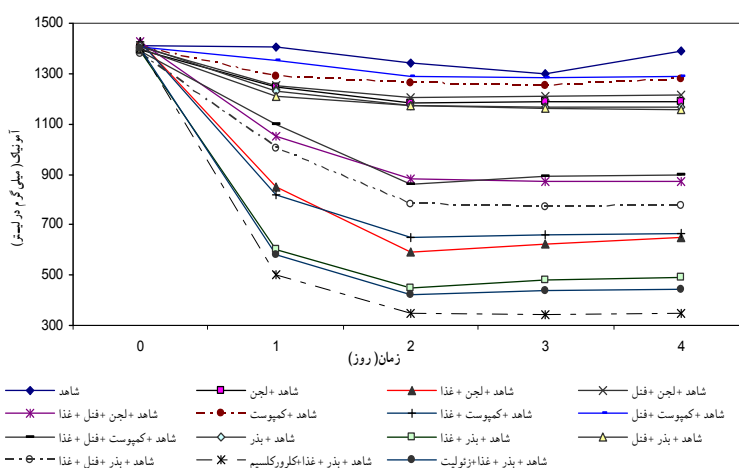 1500
1300
1100
900
700
500
300
آمونیاک( میلی گرم در لیستر)
0 1 2 3 4
زمان( روز)
شاهد
شاهد +لجن
شاهد +لجن +غذا
شاهد +لجن +فنل
شاهد +لجن +فنل +غذا
شاهد +کمپوست
شاهد +کمپوست +غذا
شاهد +کمپوست +فنل
شاهد +کمپوست +فنل +غذا
شاهد +بذر
شاهد +بذر +غذا
شاهد +بذر +فنل
شاهد +بذر +فنل +غذا
شاهد +بذر +غذا+کلرورکلسیم
شاهد +بذر +غذا+زئولیت